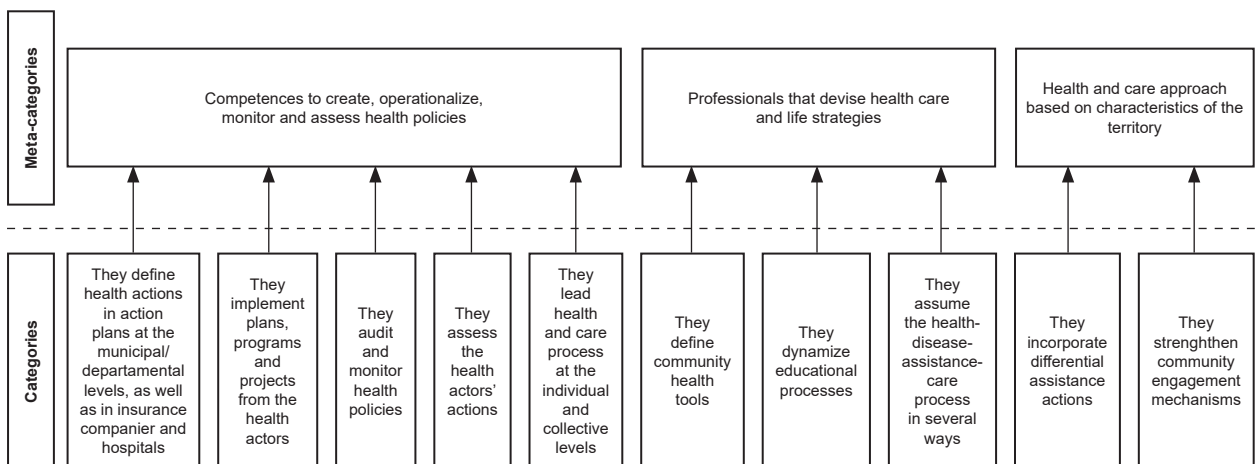 Meta-categories
Competences to create, operationalize,
monitor and assess health policies
Professionals that devise health care
and life strategies
Health and care approach
based on characteristics of the
territory
Categories
They define
health actions
in action
plans at the
municipal/
departmental
levels, as well
as in insurance
companier and
hospitals
They
implement
plans,
programs
and
projects
from the
health
actors
They
audit
and
monitor
health
policies
They
assess
the
health
actors’
actions
They
lead
health
and care
process
at the
individual
and
collective
levels
They
define
community
health
tools
They
dynamize
educational
processes
They
assume
the health-
disease-
assistance-
care
process
in several
ways
They
incorporate
differential
assistance
actions
They
strenghthen
community
engagement
mechanisms